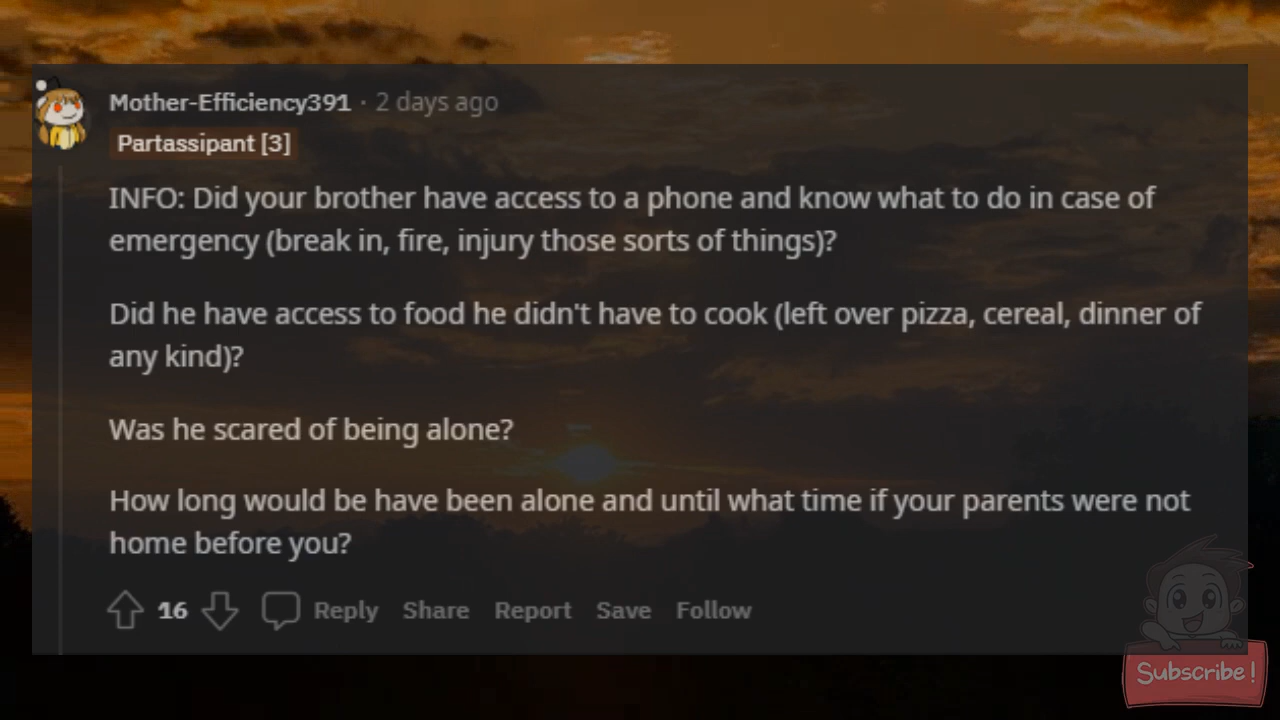 Mother-Efficiency391 · 2 days ago
Partassipant [3]
INFO: Did your brother have access to a phone and know what to do in case of
emergency (break in, fire, injury those sorts of things)?
Did he have access to food he didn't have to cook (left over pizza, cereal, dinner of
any kind)?
Was he scared of being alone?
How long would be have been alone and until what time if your parents were not
home before you?
16 Reply Share Report Save Follow
Subscribe!